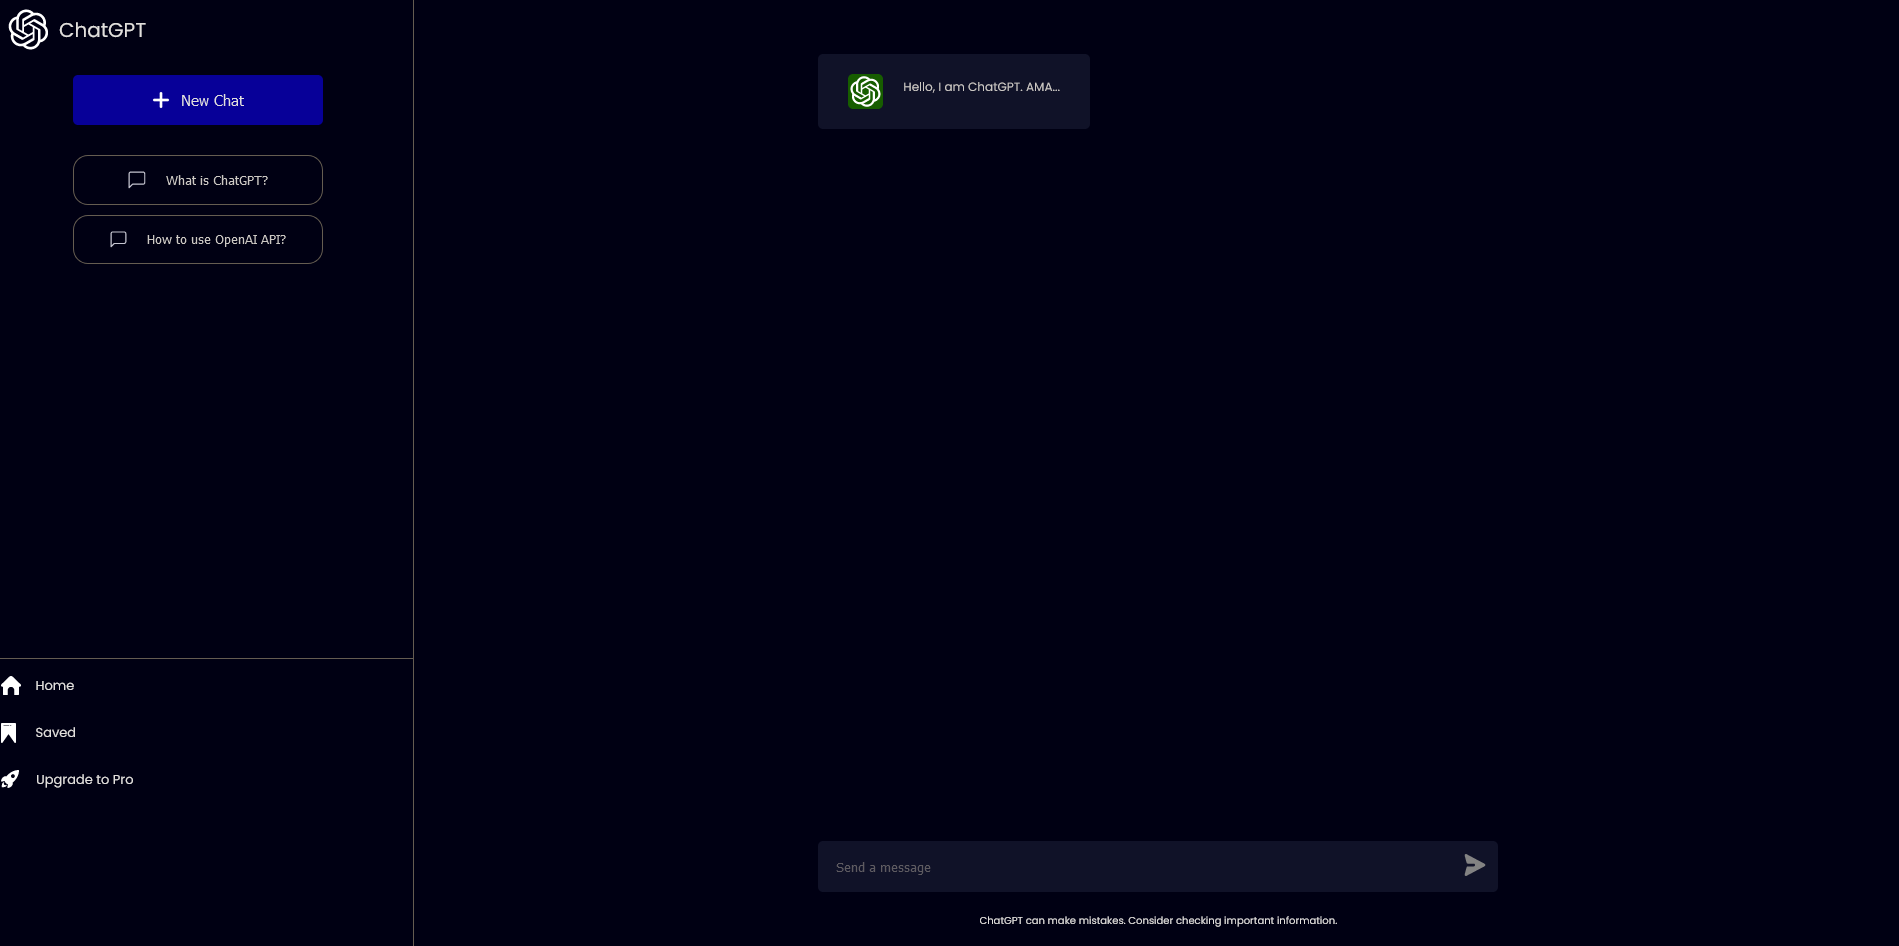 ChatGPT
New Chat
What is ChatGPT?
How to use OpenAI API?
Home
Saved
Upgrade to Pro
Hello, I am ChatGPT. AMA...
Send a message
ChatGPT can make mistakes. Consider checking important information.